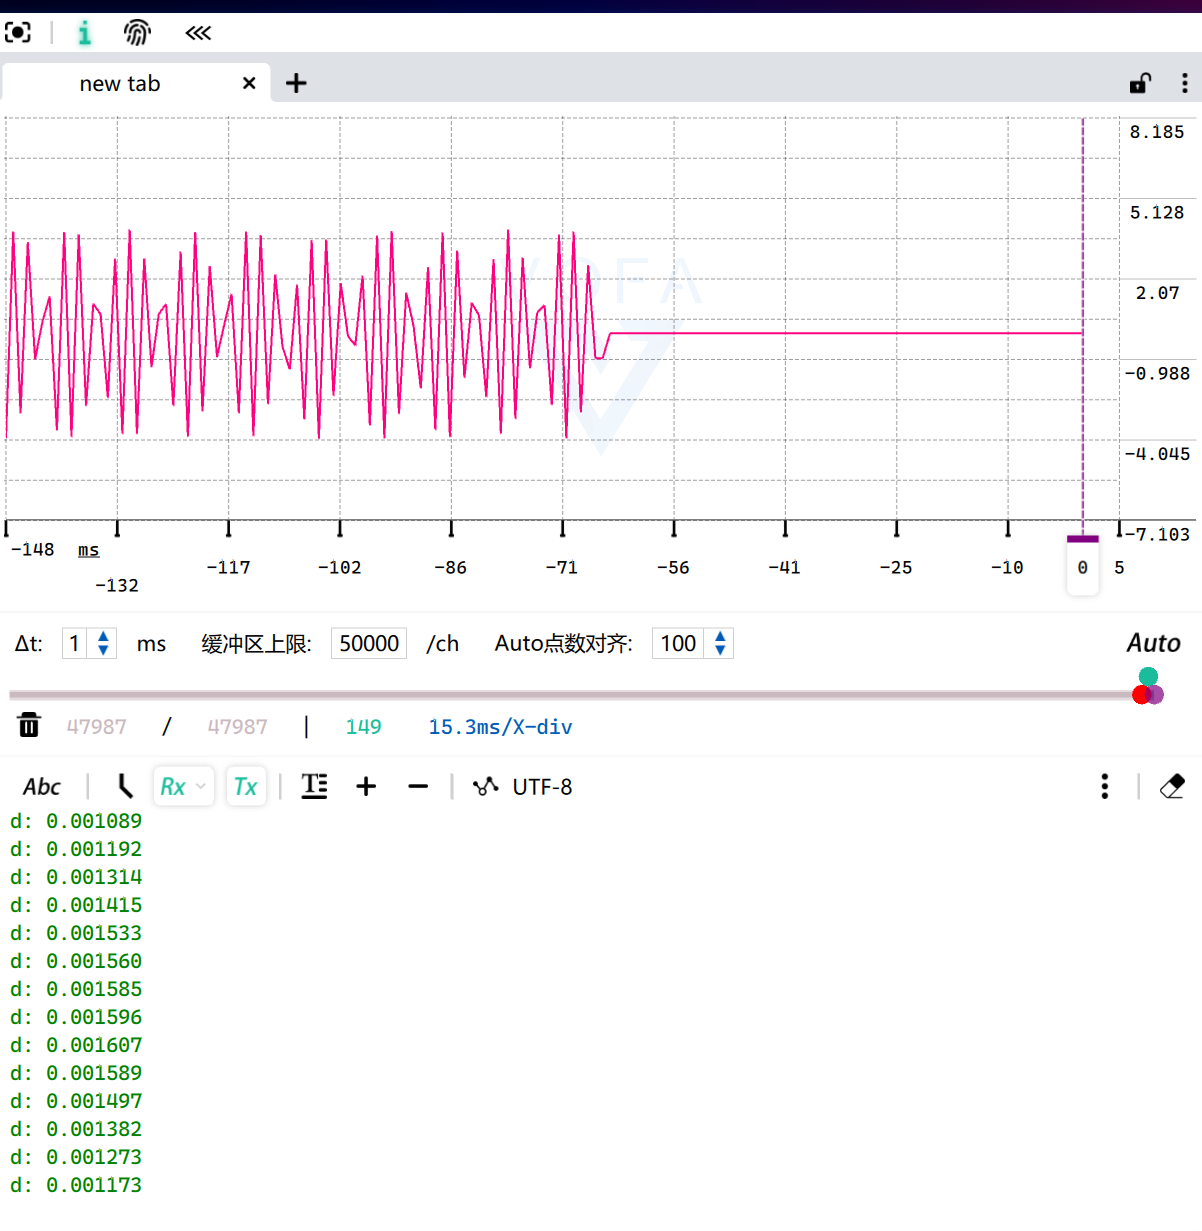 new tab
8.185
5.128
2.07
-0.988
-4.045
-7.103
-148 ms -132 -117 -102 -86 -71 -56 -41 -25 -10 0 5
Δt: 1 ms 缓冲区上限: 50000 /ch Auto点数对齐: 100 Auto
47987 / 47987 | 149 15.3ms/X-div
Abc Rx Tx UTF-8
d: 0.001089
d: 0.001192
d: 0.001314
d: 0.001415
d: 0.001533
d: 0.001560
d: 0.001585
d: 0.001596
d: 0.001607
d: 0.001589
d: 0.001497
d: 0.001382
d: 0.001273
d: 0.001173